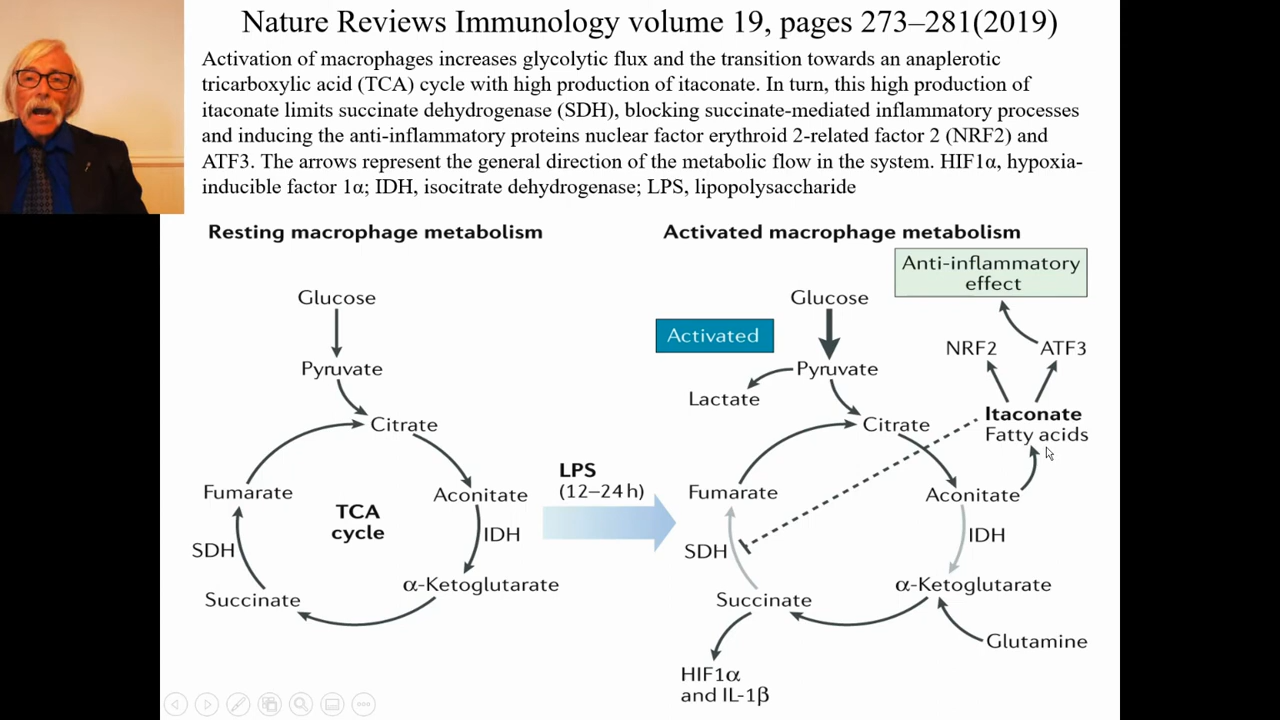 Nature Reviews Immunology volume 19, pages 273–281(2019)
Activation of macrophages increases glycolytic flux and the transition towards an anaplerotic
tricarboxylic acid (TCA) cycle with high production of itaconate. In turn, this high production of
itaconate limits succinate dehydrogenase (SDH), blocking succinate-mediated inflammatory processes
and inducing the anti-inflammatory proteins nuclear factor erythroid 2-related factor 2 (NRF2) and
ATF3. The arrows represent the general direction of the metabolic flow in the system. HIF1α, hypoxia-
inducible factor 1α; IDH, isocitrate dehydrogenase; LPS, lipopolysaccharide
Resting macrophage metabolism
Glucose
Pyruvate
Citrate
Fumarate
Aconitate
TCA
cycle
IDH
SDH
α-Ketoglutarate
Succinate
LPS
(12–24 h)
Activated macrophage metabolism
Anti-inflammatory
effect
Glucose
Activated
NRF2
ATF3
Pyruvate
Lactate
Itaconate
Fatty acids
Citrate
Fumarate
Aconitate
IDH
SDH
α-Ketoglutarate
Succinate
Glutamine
HIF1α
and IL-1β